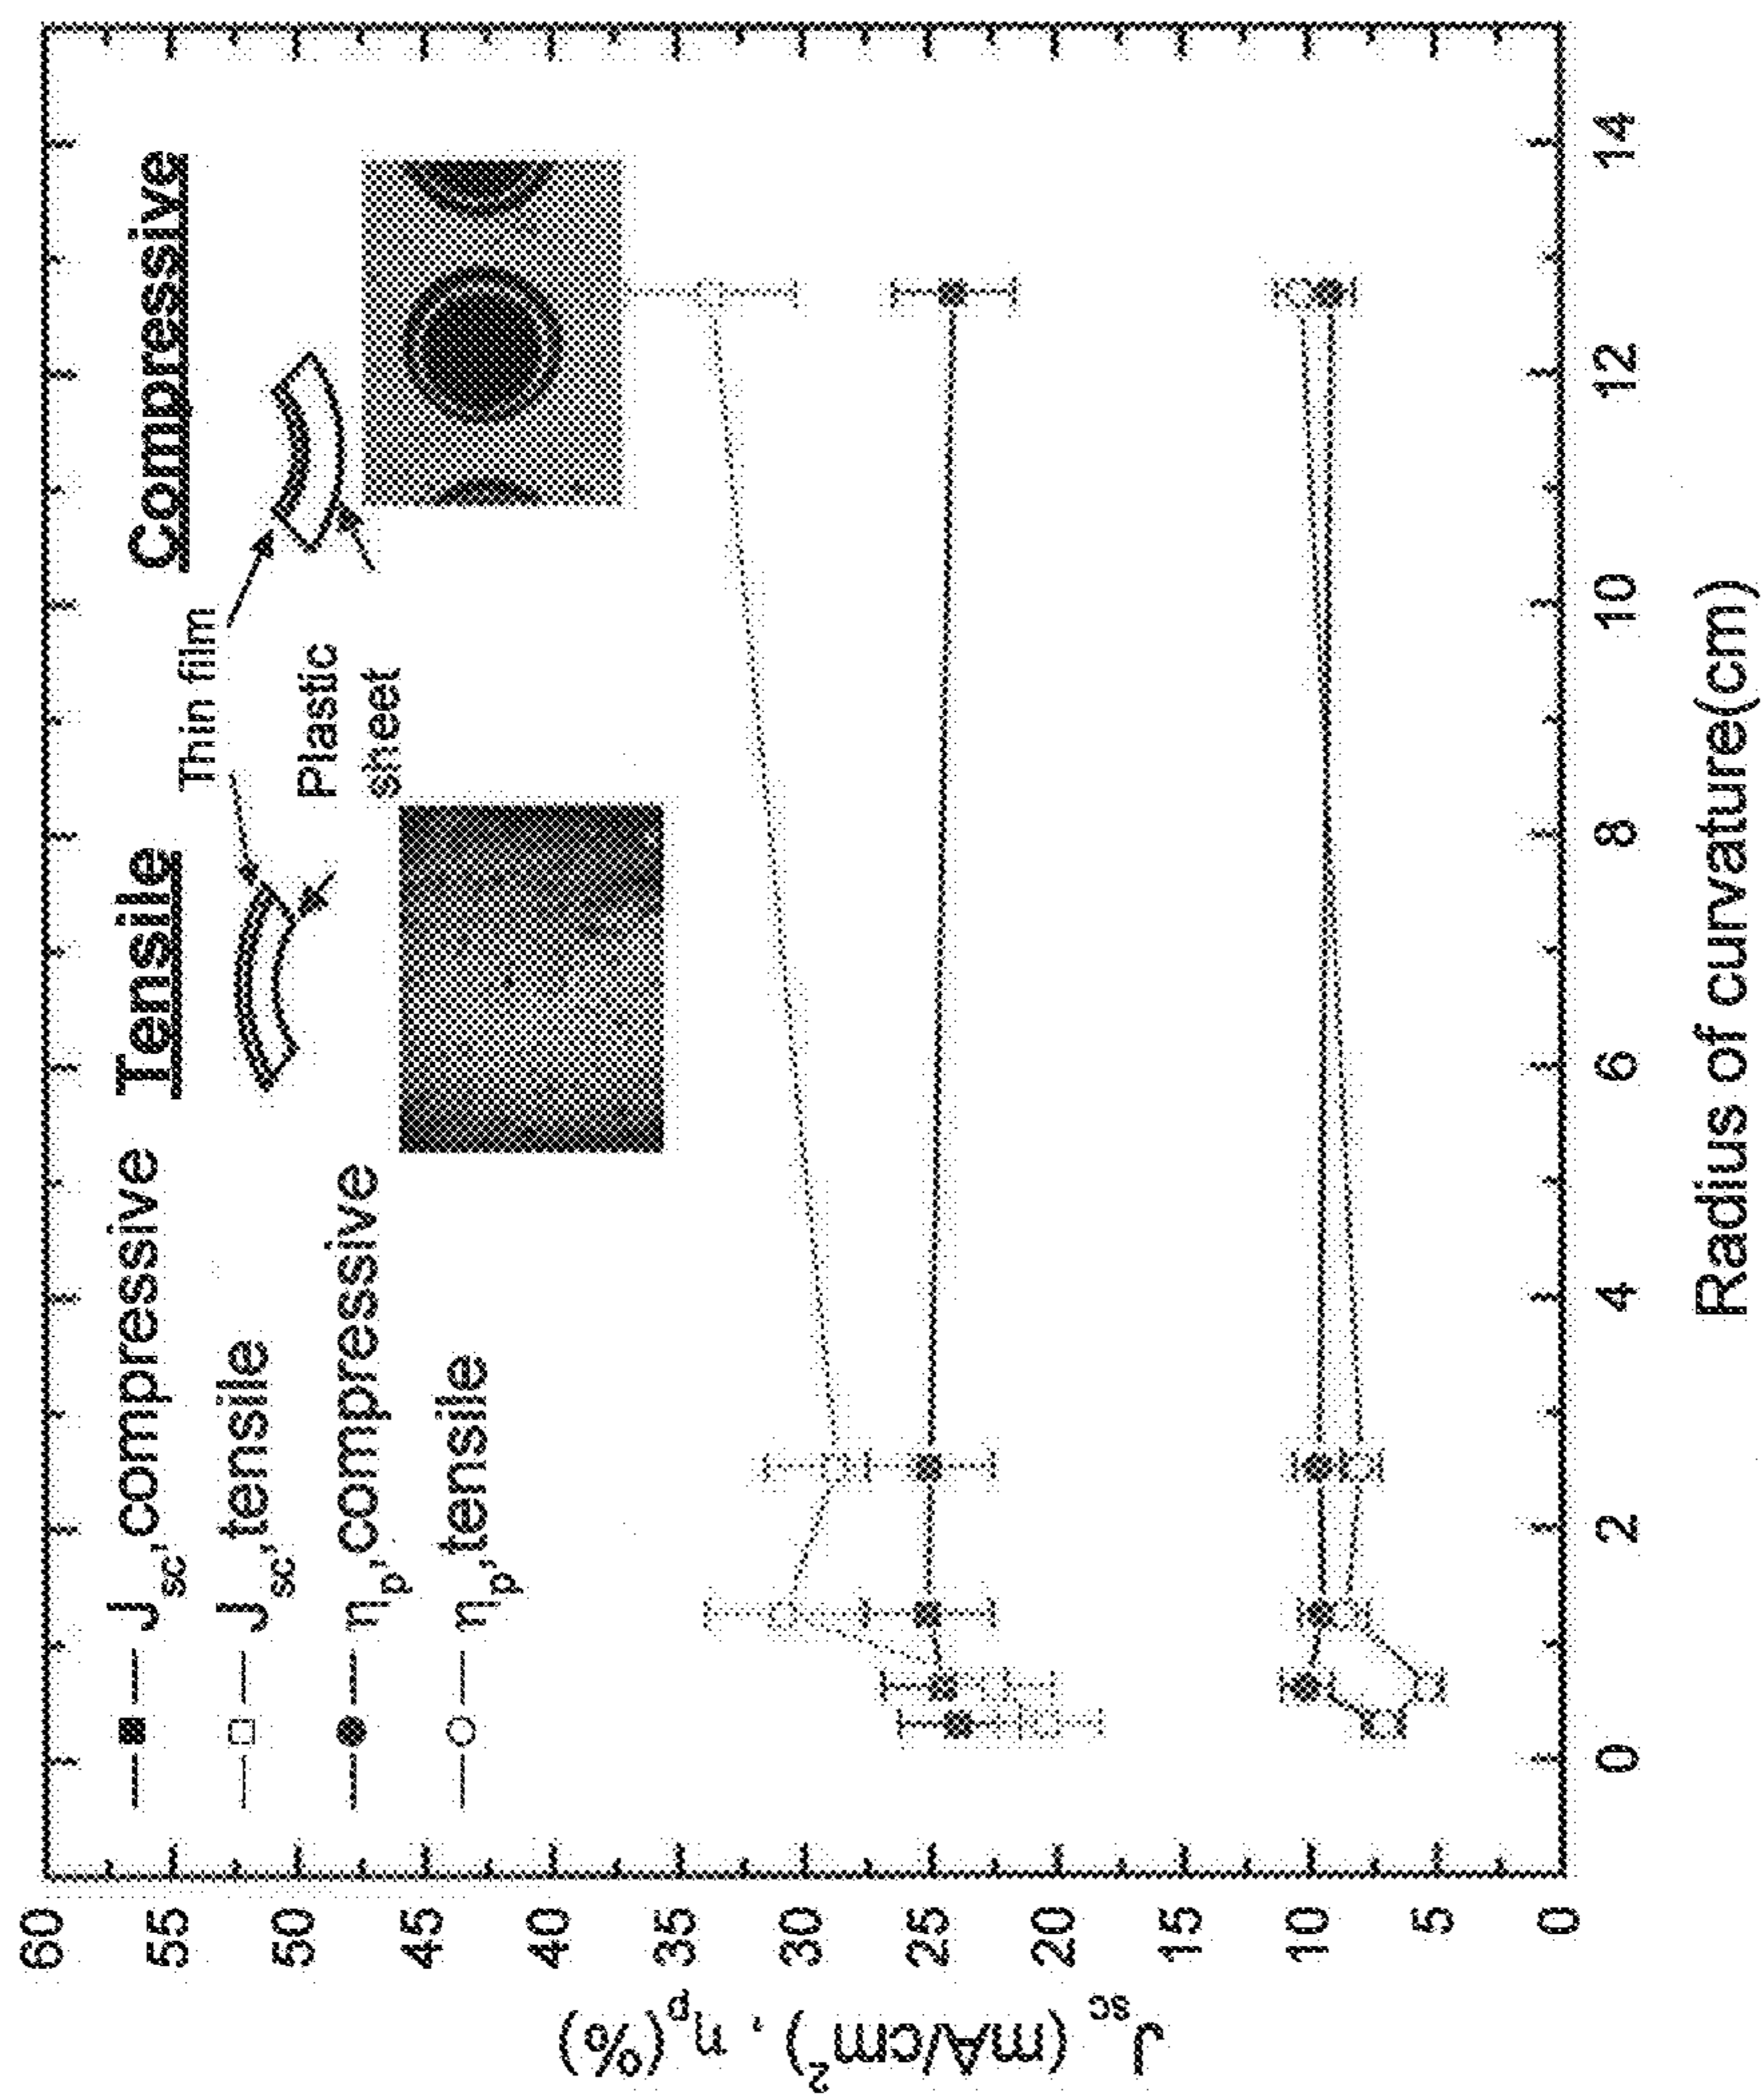 J_sc,compressive
J_sc,tensile
η_p,compressive
η_p,tensile
Tensile
Compressive
Thin film
Plastic
sheet
60
55
50
45
40
35
30
25
20
15
10
5
0
J_sc (mA/cm²), η_p(%)
0 2 4 6 8 10 12 14
Radius of curvature(cm)